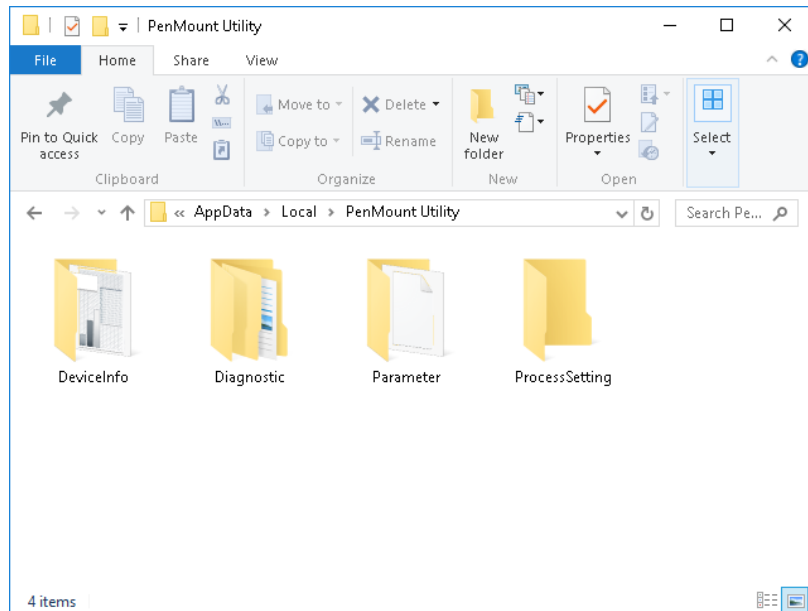 PenMount Utility
File Home Share View
Pin to Quick access
Copy
Paste
Move to
Copy to
Delete
Rename
New folder
Properties
Select
Clipboard Organize New Open
« AppData > Local > PenMount Utility
Search Pe...
DeviceInfo Diagnostic Parameter ProcessSetting
4 items